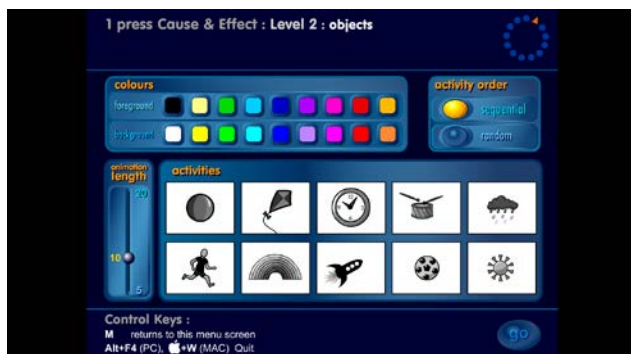 1 press Cause & Effect : Level 2 : objects
colours
foreground
background
activity order
sequential
random
animation
length
20
10
5
activities
Control Keys :
M returns to this menu screen
Alt+F4 (PC), +W (MAC) Quit
go